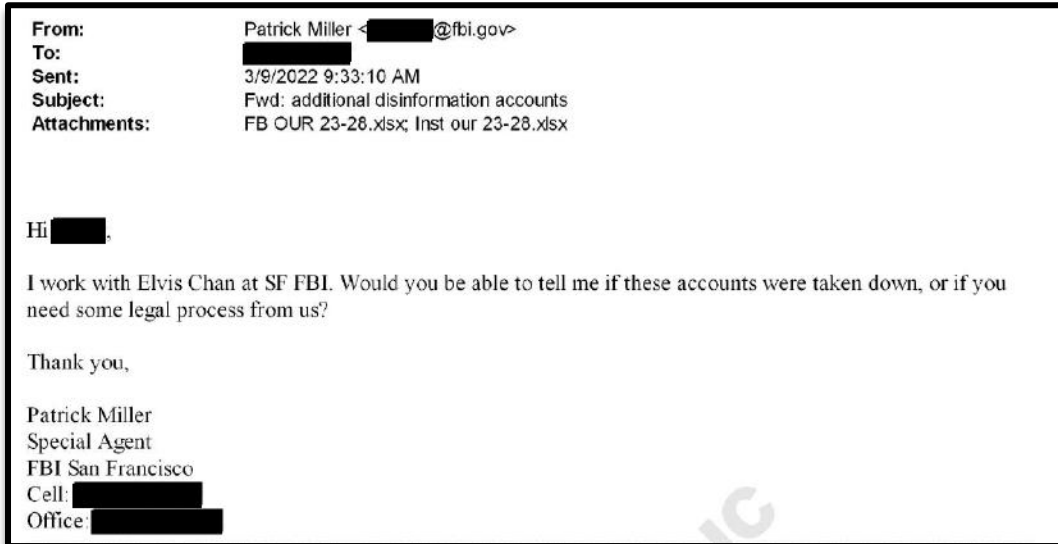 From: Patrick Miller < @fbi.gov>
To:
Sent: 3/9/2022 9:33:10 AM
Subject: Fwd: additional disinformation accounts
Attachments: FB OUR 23-28.xlsx; Inst our 23-28.xlsx
Hi ,
I work with Elvis Chan at SF FBI. Would you be able to tell me if these accounts were taken down, or if you
need some legal process from us?
Thank you,
Patrick Miller
Special Agent
FBI San Francisco
Cell:
Office: